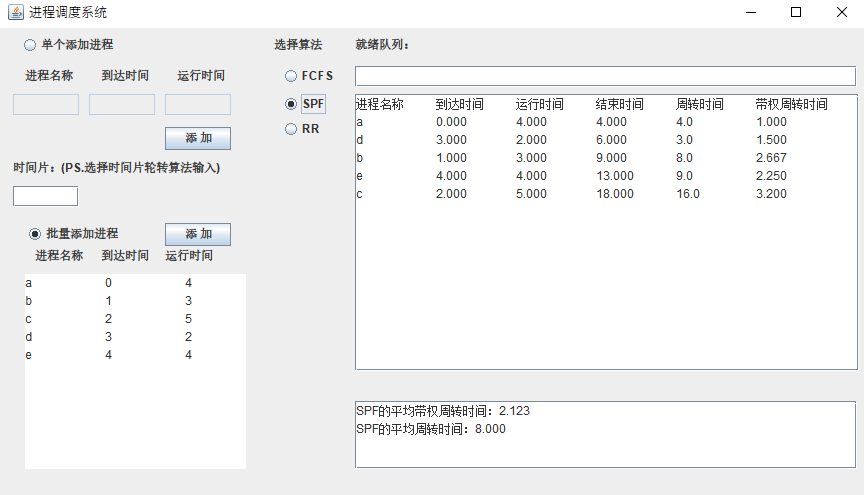 进程调度系统
单个添加进程
进程名称 到达时间 运行时间
添 加
时间片：(PS.选择时间片轮转算法输入)
批量添加进程 添 加
进程名称 到达时间 运行时间
a 0 4
b 1 3
c 2 5
d 3 2
e 4 4
选择算法
FCFS
SPF
RR
就绪队列：
进程名称 到达时间 运行时间 结束时间 周转时间 带权周转时间
a 0.000 4.000 4.000 4.0 1.000
d 3.000 2.000 6.000 3.0 1.500
b 1.000 3.000 9.000 8.0 2.667
e 4.000 4.000 13.000 9.0 2.250
c 2.000 5.000 18.000 16.0 3.200
SPF的平均带权周转时间：2.123
SPF的平均周转时间：8.000